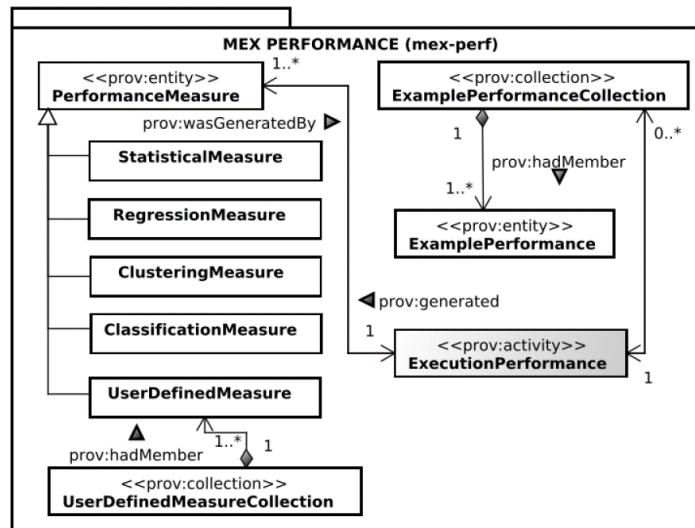 MEX PERFORMANCE (mex-perf)
<<prov:entity>>
PerformanceMeasure
1..*
prov:wasGeneratedBy
StatisticalMeasure
RegressionMeasure
ClusteringMeasure
ClassificationMeasure
UserDefinedMeasure
1..*
1
prov:hadMember
<<prov:collection>>
UserDefinedMeasureCollection
<<prov:collection>>
ExamplePerformanceCollection
1
0..*
prov:hadMember
1..*
<<prov:entity>>
ExamplePerformance
prov:generated
1
<<prov:activity>>
ExecutionPerformance
1